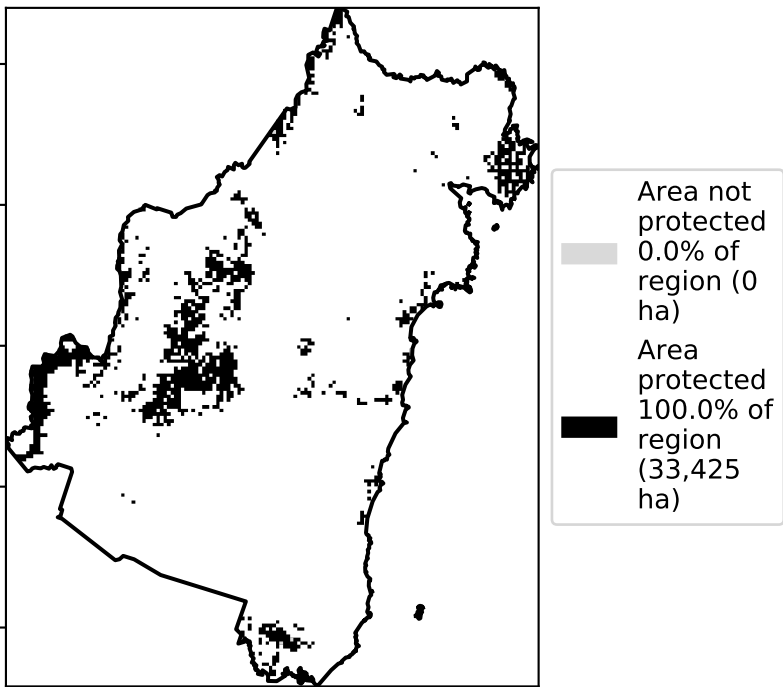 Area not
protected
0.0% of
region (0
ha)
Area
protected
100.0% of
region
(33,425
ha)